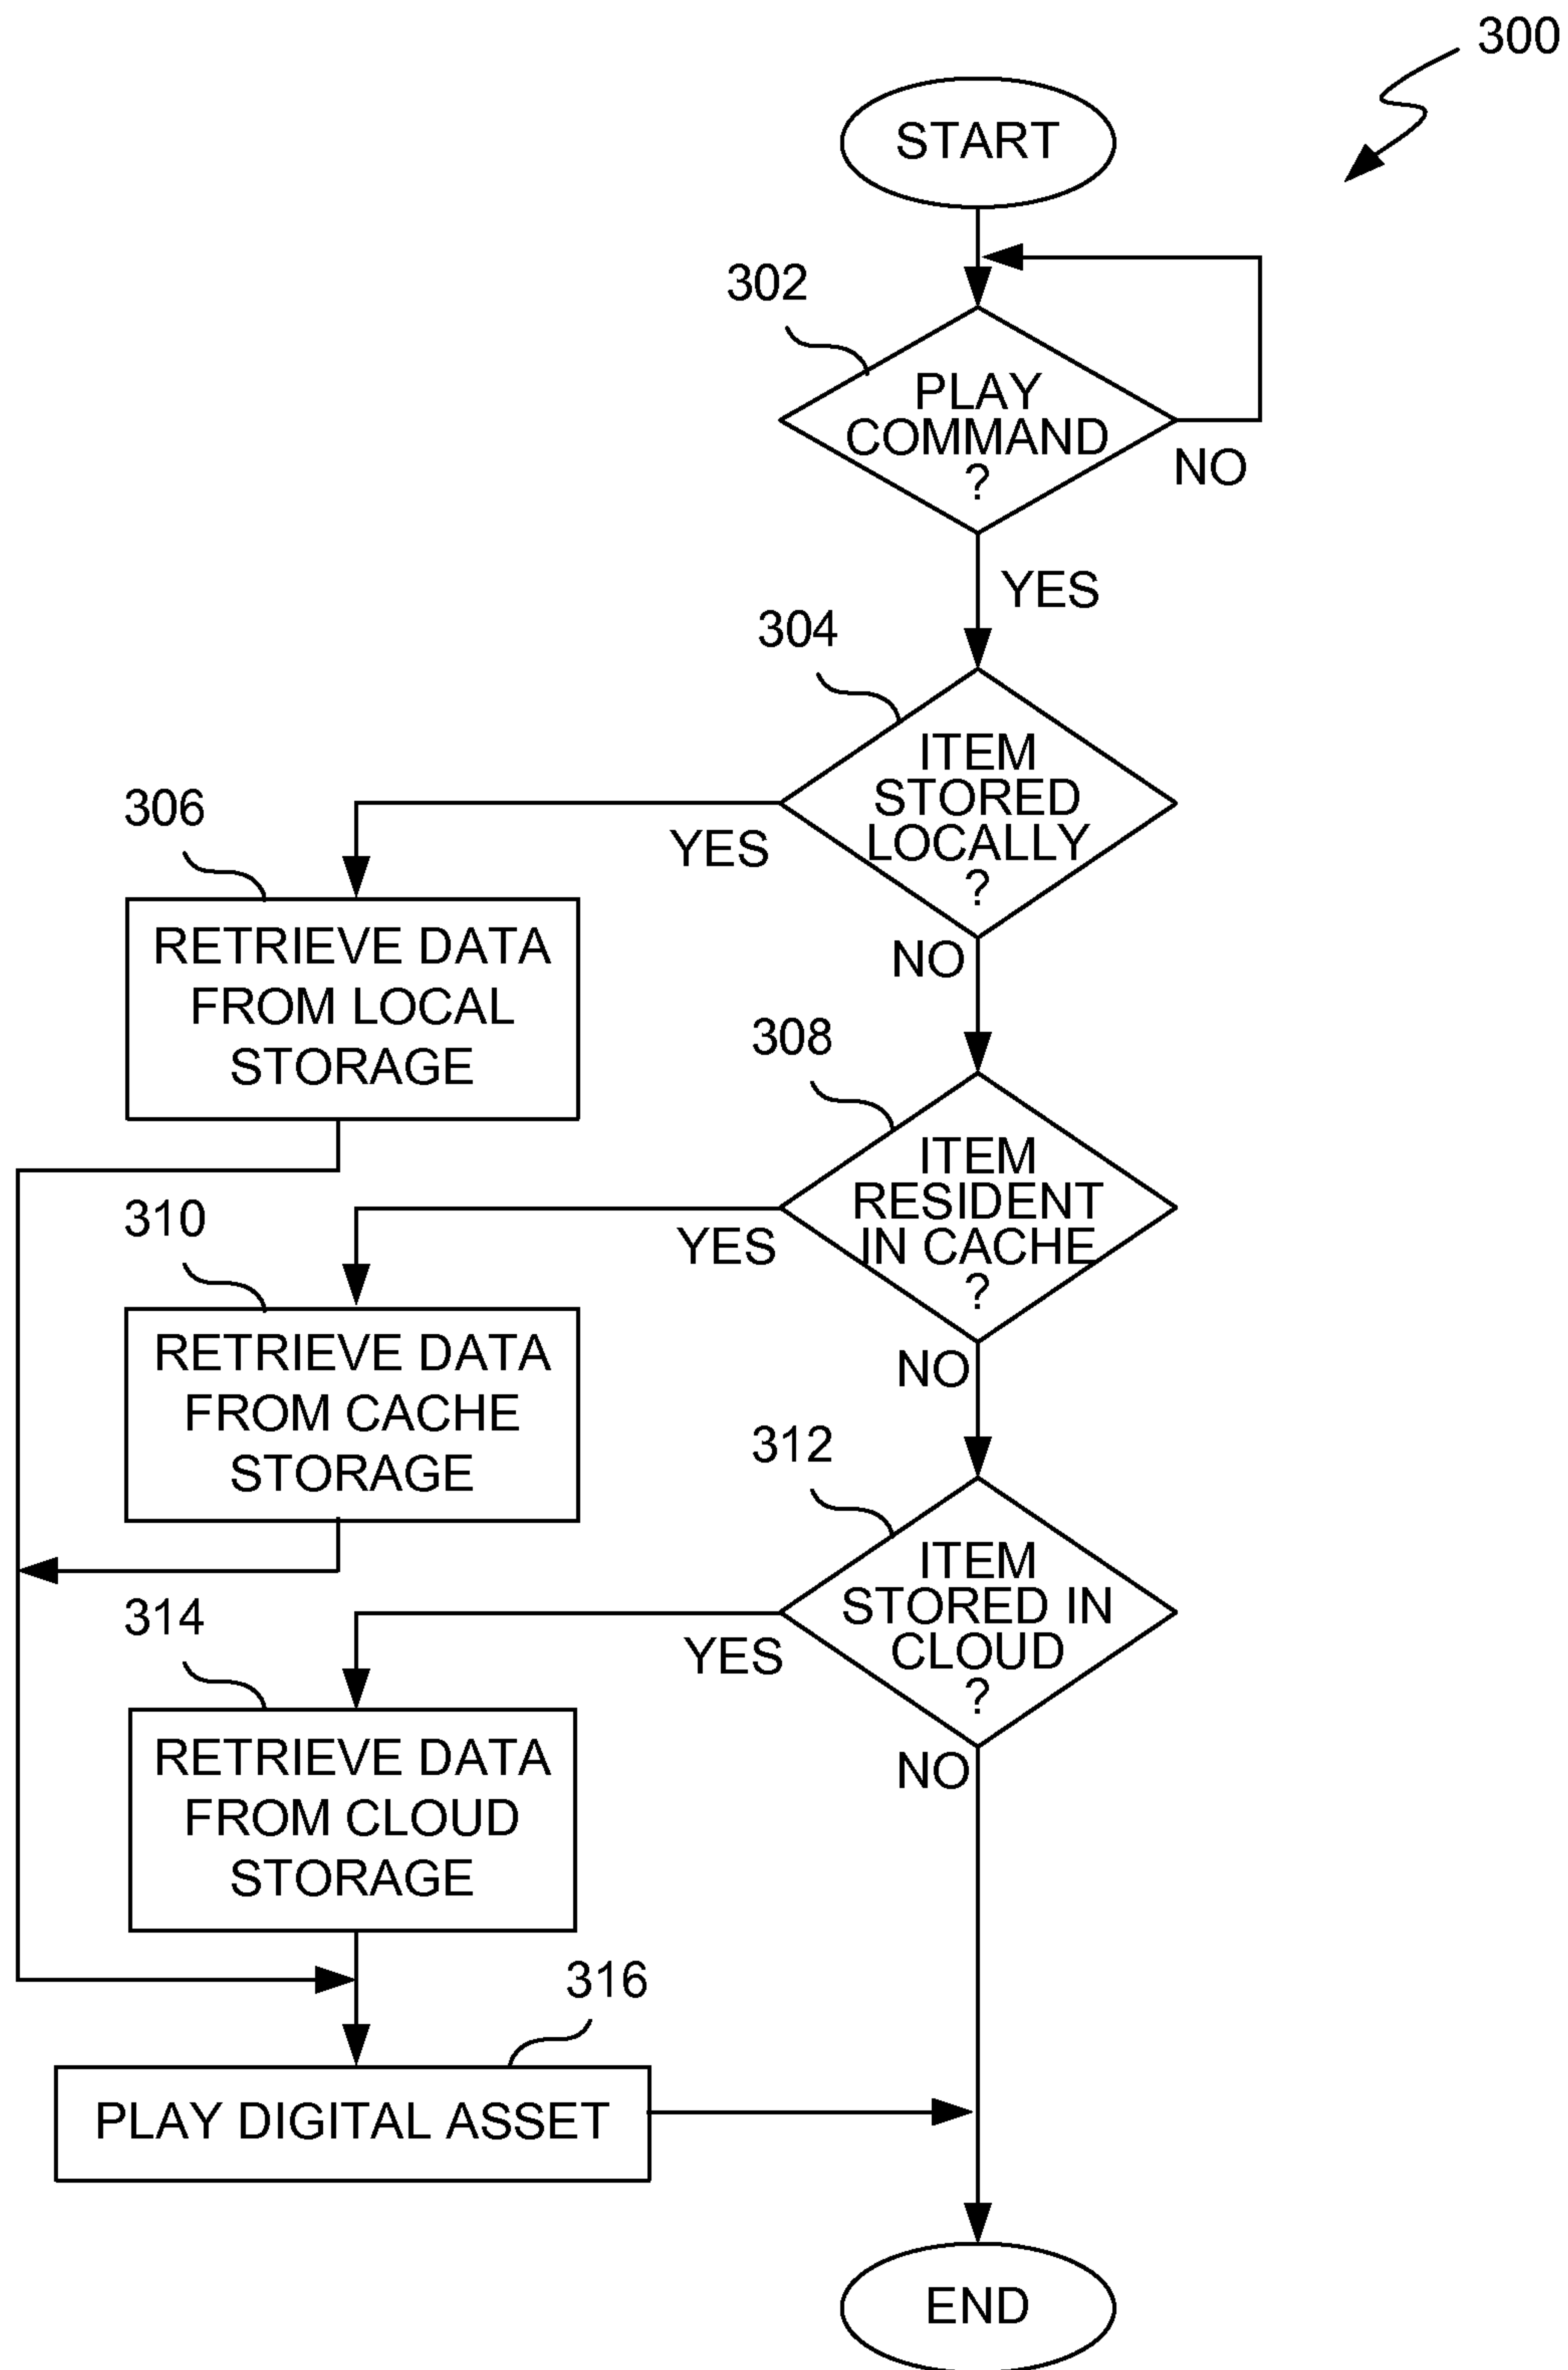 300
START
302
PLAY
COMMAND
?
NO
YES
304
ITEM
STORED
LOCALLY
?
YES
NO
306
RETRIEVE DATA
FROM LOCAL
STORAGE
308
ITEM
RESIDENT
IN CACHE
?
YES
NO
310
RETRIEVE DATA
FROM CACHE
STORAGE
312
ITEM
STORED IN
CLOUD
?
YES
NO
314
RETRIEVE DATA
FROM CLOUD
STORAGE
316
PLAY DIGITAL ASSET
END